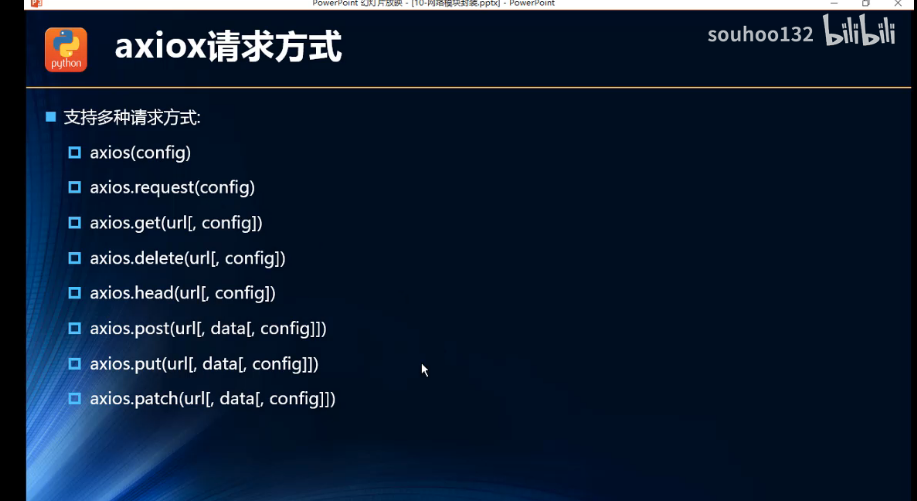 PowerPoint 幻灯片放映 - [10-网络模块封装.pptx] - PowerPoint
python
axiox请求方式
souhoo132 bilibili
支持多种请求方式:
axios(config)
axios.request(config)
axios.get(url[, config])
axios.delete(url[, config])
axios.head(url[, config])
axios.post(url[, data[, config]])
axios.put(url[, data[, config]])
axios.patch(url[, data[, config]])